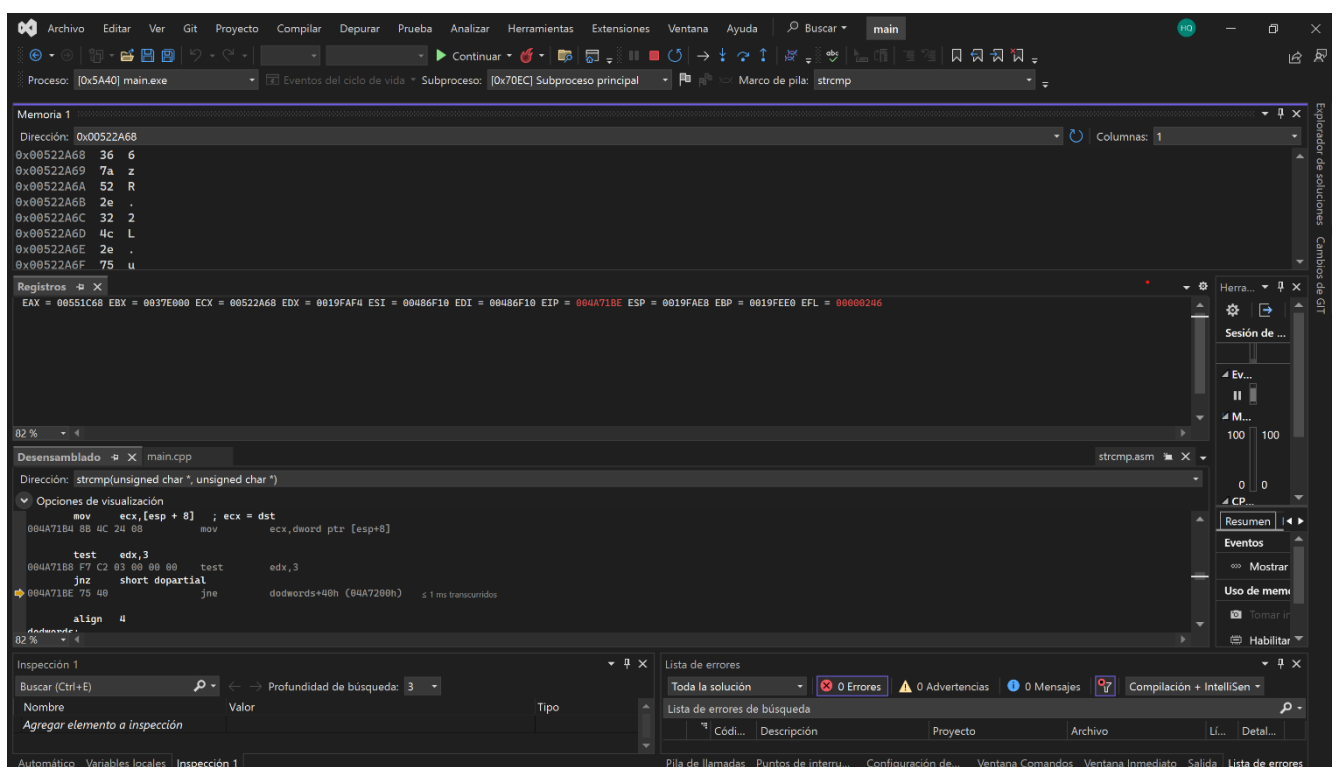 Archivo Editar Ver Git Proyecto Compilar Depurar Prueba Analizar Herramientas Extensiones Ventana Ayuda Buscar main HQ
Continuar
Proceso: [0x5A40] main.exe Eventos del ciclo de vida Subproceso: [0x70EC] Subproceso principal Marco de pila: strcmp
Memoria 1
Dirección: 0x00522A68 Columnas: 1
0x00522A68 36 6
0x00522A69 7a z
0x00522A6A 52 R
0x00522A6B 2e .
0x00522A6C 32 2
0x00522A6D 4c L
0x00522A6E 2e .
0x00522A6F 75 u
Explorador de soluciones
Cambios de GIT
Registros
EAX = 00551C68 EBX = 0037E000 ECX = 00522A68 EDX = 0019FAF4 ESI = 00486F10 EDI = 00486F10 EIP = 004A71BE ESP = 0019FAE8 EBP = 0019FEE0 EFL = 00000246
82 %
Herra...
Sesión de ...
Ev...
M...
100 100
0 0
CP...
Resumen
Eventos
Mostrar
Uso de memo
Tomar in
Habilitar
Desensamblado main.cpp strcmp.asm
Dirección: strcmp(unsigned char *, unsigned char *)
Opciones de visualización
mov ecx,[esp + 8] ; ecx = dst
004A71B4 8B 4C 24 08 mov ecx,dword ptr [esp+8]
test edx,3
004A71B8 F7 C2 03 00 00 00 test edx,3
jnz short dopartial
004A71BE 75 40 jne dodwords+40h (04A7200h) ≤ 1 ms transcurridos
align 4
dodwords:
82 %
Inspección 1
Buscar (Ctrl+E) Profundidad de búsqueda: 3
Nombre Valor Tipo
Agregar elemento a inspección
Automático Variables locales Inspección 1
Lista de errores
Toda la solución 0 Errores 0 Advertencias 0 Mensajes Compilación + IntelliSen
Lista de errores de búsqueda
Códi... Descripción Proyecto Archivo Lí... Detal...
Pila de llamadas Puntos de interru... Configuración de... Ventana Comandos Ventana Inmediato Salida Lista de errores